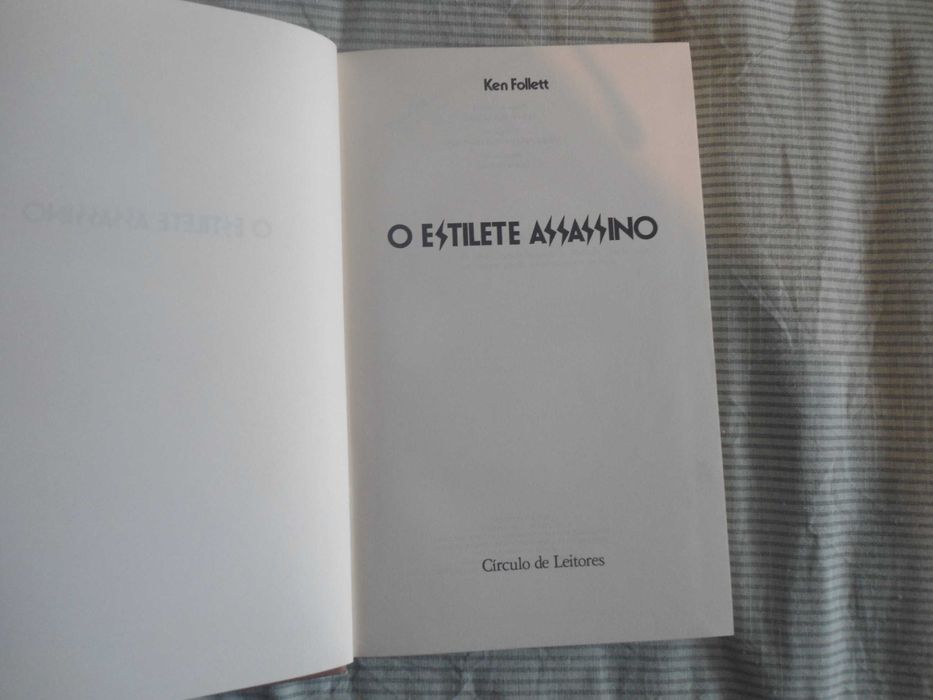 Ken Follett
O ESTILETE ASSASSINO
Círculo de Leitores